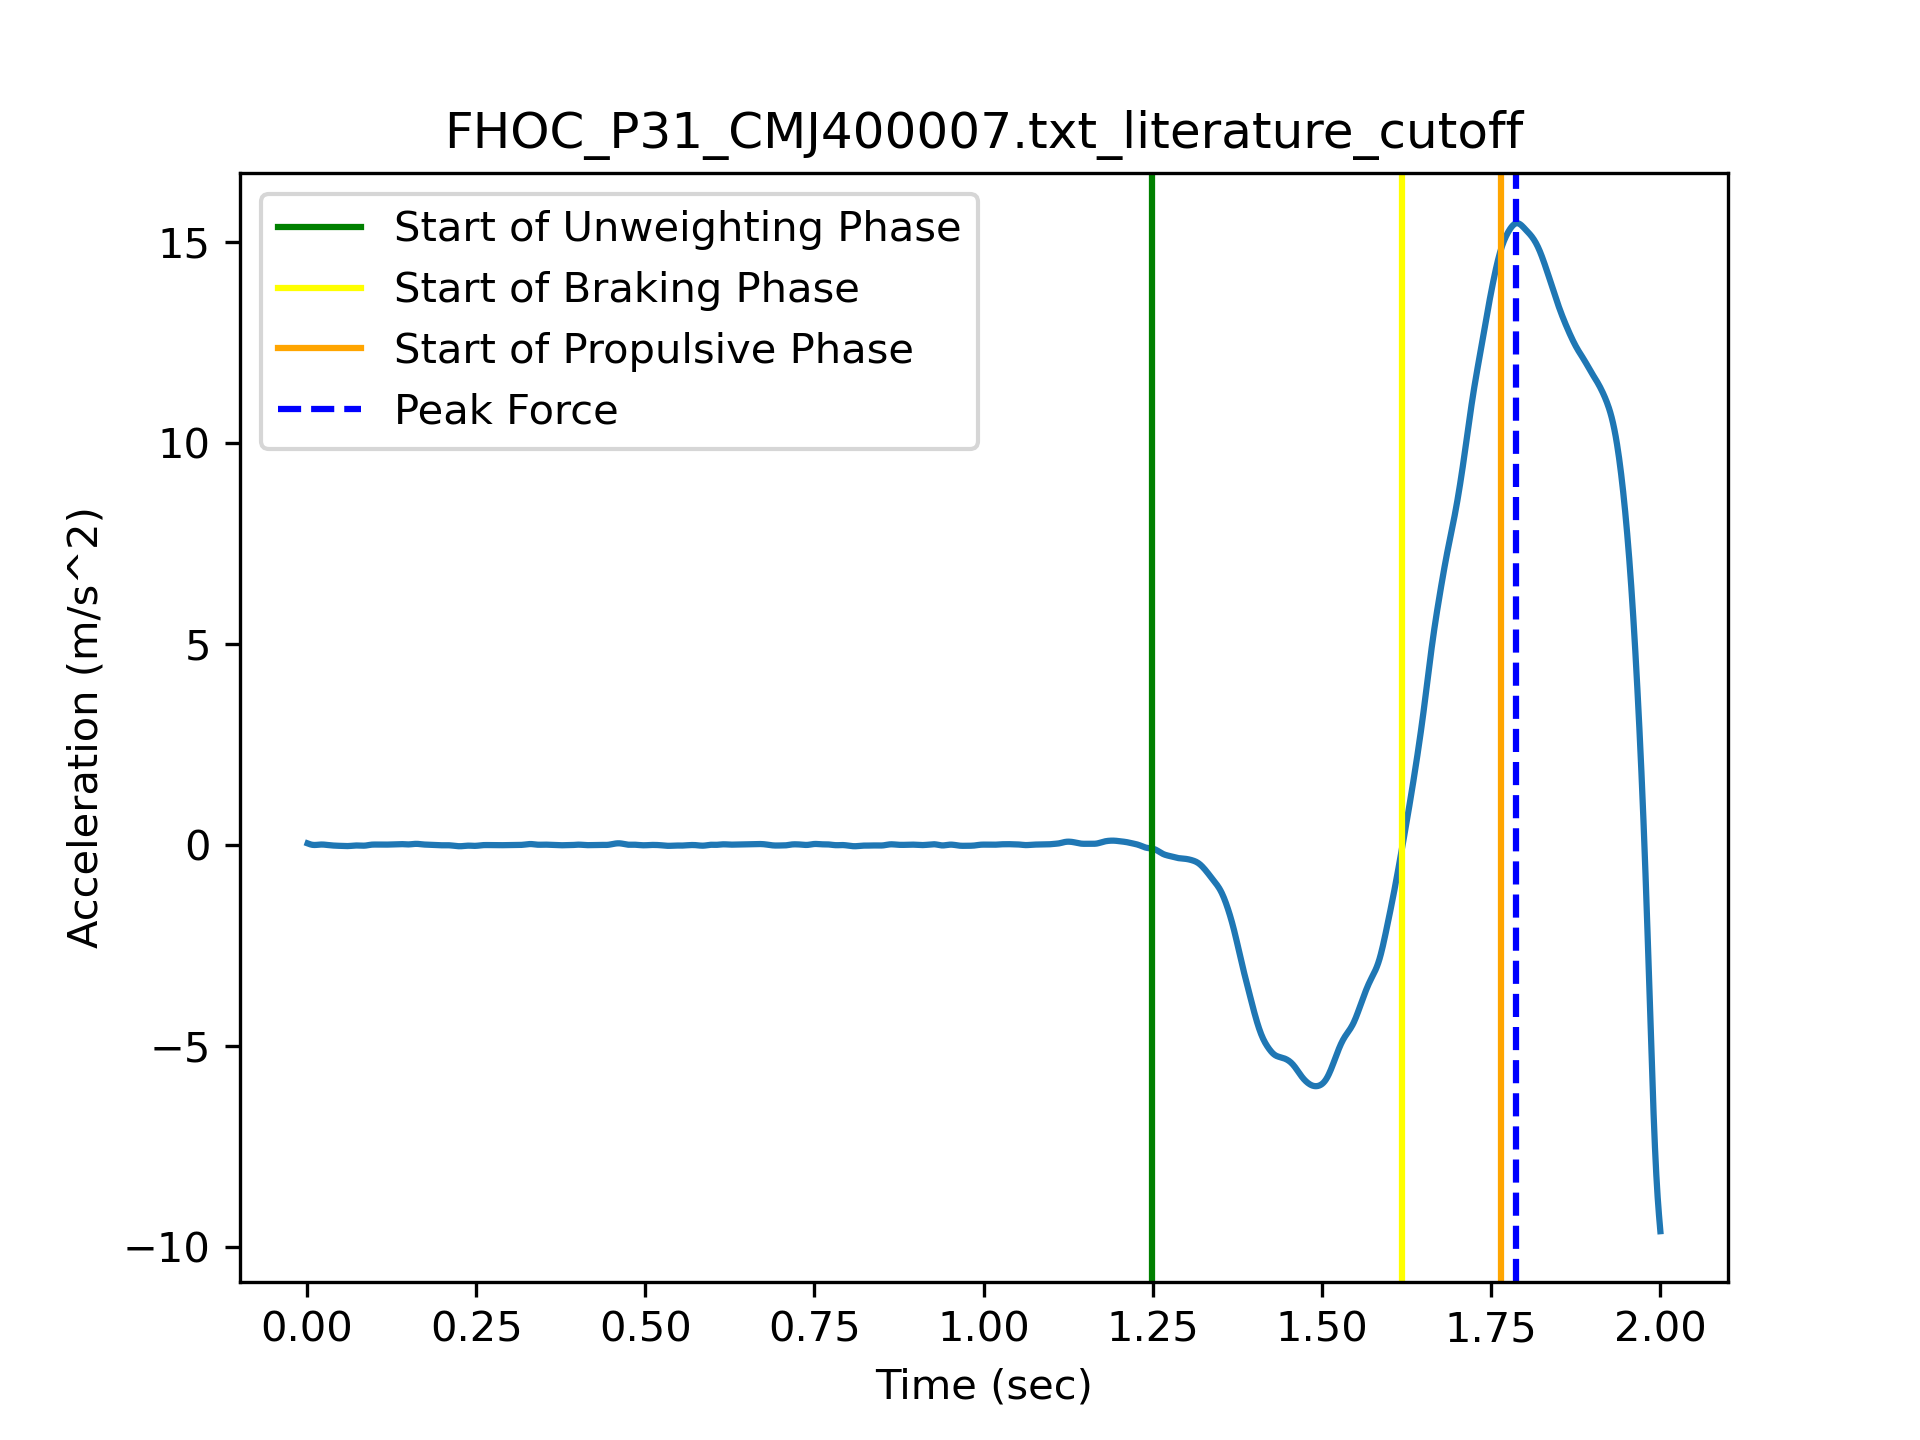 FHOC_P31_CMJ400007.txt_literature_cutoff
Start of Unweighting Phase
Start of Braking Phase
Start of Propulsive Phase
Peak Force
15
10
5
0
−5
−10
Acceleration (m/s^2)
0.00 0.25 0.50 0.75 1.00 1.25 1.50 1.75 2.00
Time (sec)